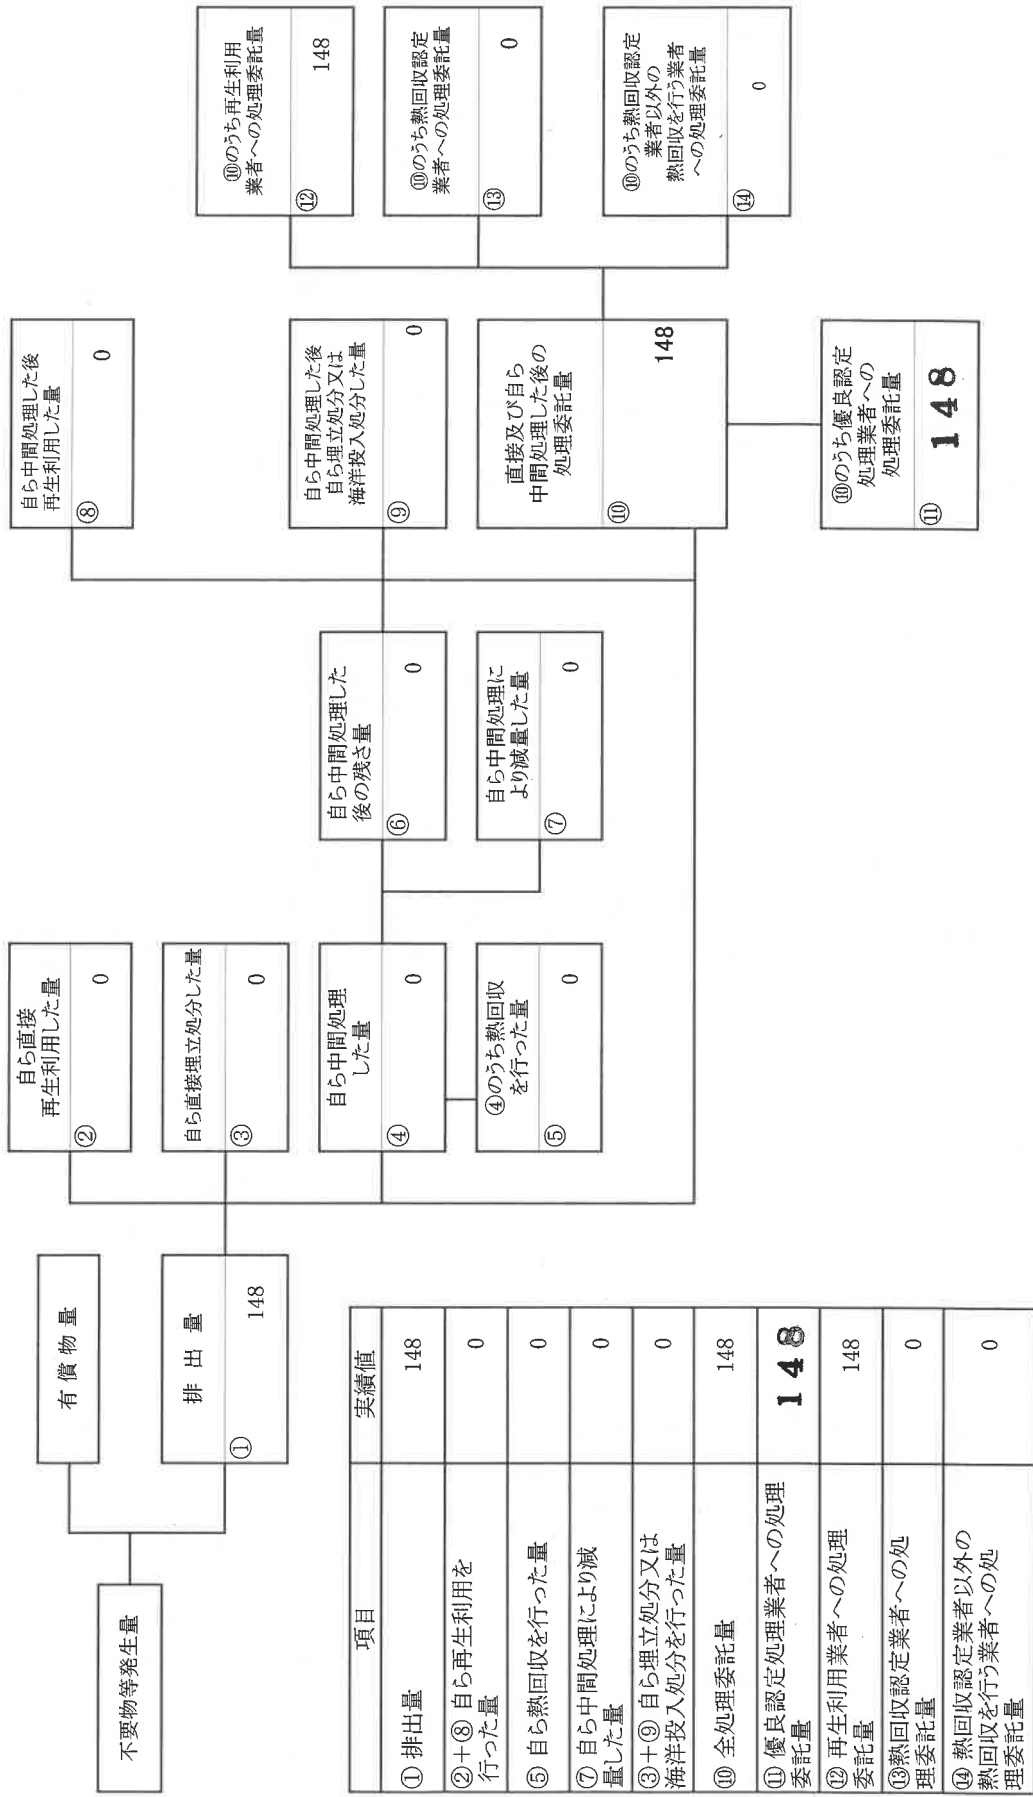 不要物等発生量
有償物量
排出量
①
148
自ら直接
再生利用した量
②
0
自ら直接埋立処分した量
③
0
自ら中間処理
した量
④
0
④のうち熱回収
を行った量
⑤
0
自ら中間処理した
後の残さ量
⑥
0
自ら中間処理に
より減量した量
⑦
0
自ら中間処理した後
再生利用した量
⑧
0
自ら中間処理した後
自ら埋立処分又は
海洋投入処分した量
⑨
0
直接及び自ら
中間処理した後の
処理委託量
⑩
148
⑩のうち優良認定
処理業者への
処理委託量
⑪
148
⑩のうち再生利用
業者への処理委託量
⑫
148
⑩のうち熱回収認定
業者への処理委託量
⑬
0
⑩のうち熱回収認定
業者以外の
熱回収を行う業者
への処理委託量
⑭
0
項目 実績値
① 排出量 148
②+⑧ 自ら再生利用を
行った量 0
⑤ 自ら熱回収を行った量 0
⑦ 自ら中間処理により減
量した量 0
③+⑨ 自ら埋立処分又は
海洋投入処分を行った量 0
⑩ 全処理委託量 148
⑪ 優良認定処理業者への処理
委託量 148
⑫ 再生利用業者への処理
委託量 148
⑬熱回収認定業者への処
理委託量 0
⑭ 熱回収認定業者以外の
熱回収を行う業者への処
理委託量 0